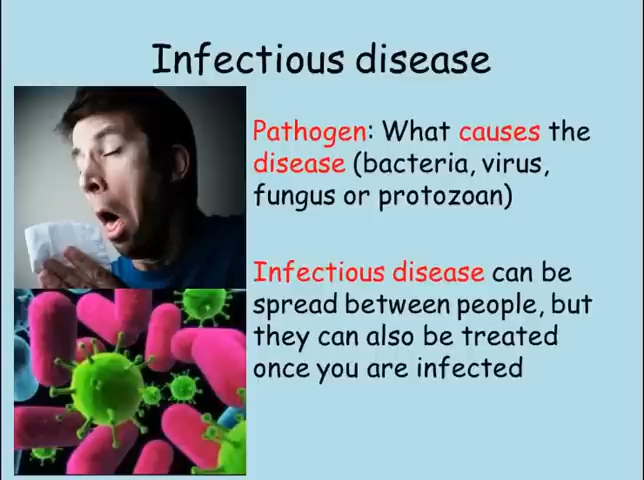 Infectious disease
Pathogen: What causes the
disease (bacteria, virus,
fungus or protozoan)
Infectious disease can be
spread between people, but
they can also be treated
once you are infected